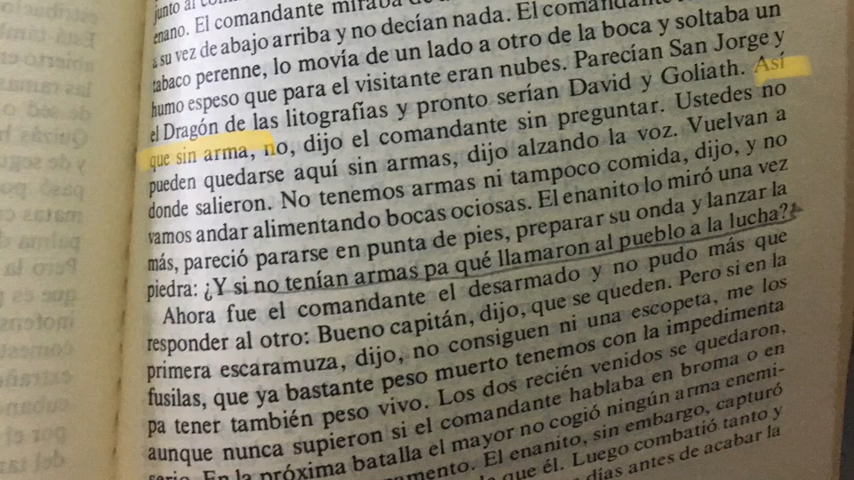 junto al
enano. El comandante miraba de
a su vez de abajo arriba y no decían nada. El comandante
tabaco perenne, lo movía de un lado a otro de la boca y soltaba un
humo espeso que para el visitante eran nubes. Parecían San Jorge y
el Dragón de las litografías y pronto serían David y Goliath. Así
que sin arma, no, dijo el comandante sin preguntar. Ustedes no
pueden quedarse aquí sin armas, dijo alzando la voz. Vuelvan a
donde salieron. No tenemos armas ni tampoco comida, dijo, y no
vamos andar alimentando bocas ociosas. El enanito lo miró una vez
más, pareció pararse en punta de pies, preparar su onda y lanzar la
piedra: ¿Y si no tenían armas pa qué llamaron al pueblo a la lucha?
Ahora fue el comandante el desarmado y no pudo más que
responder al otro: Bueno capitán, dijo, que se queden. Pero si en la
primera escaramuza, dijo, no consiguen ni una escopeta, me los
fusilas, que ya bastante peso muerto tenemos con la impedimenta
pa tener también peso vivo. Los dos recién venidos se quedaron,
aunque nunca supieron si el comandante hablaba en broma o en
serio. En la próxima batalla el mayor no cogió ningún arma enemi-
El enanito, sin embargo, capturó
que él. Luego combatió tanto y
días antes de acabar la